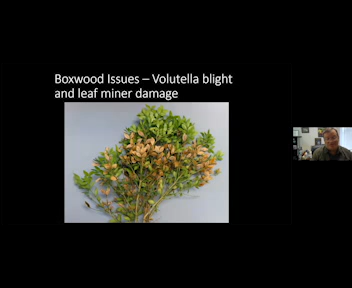 Boxwood Issues – Volutella blight
and leaf miner damage